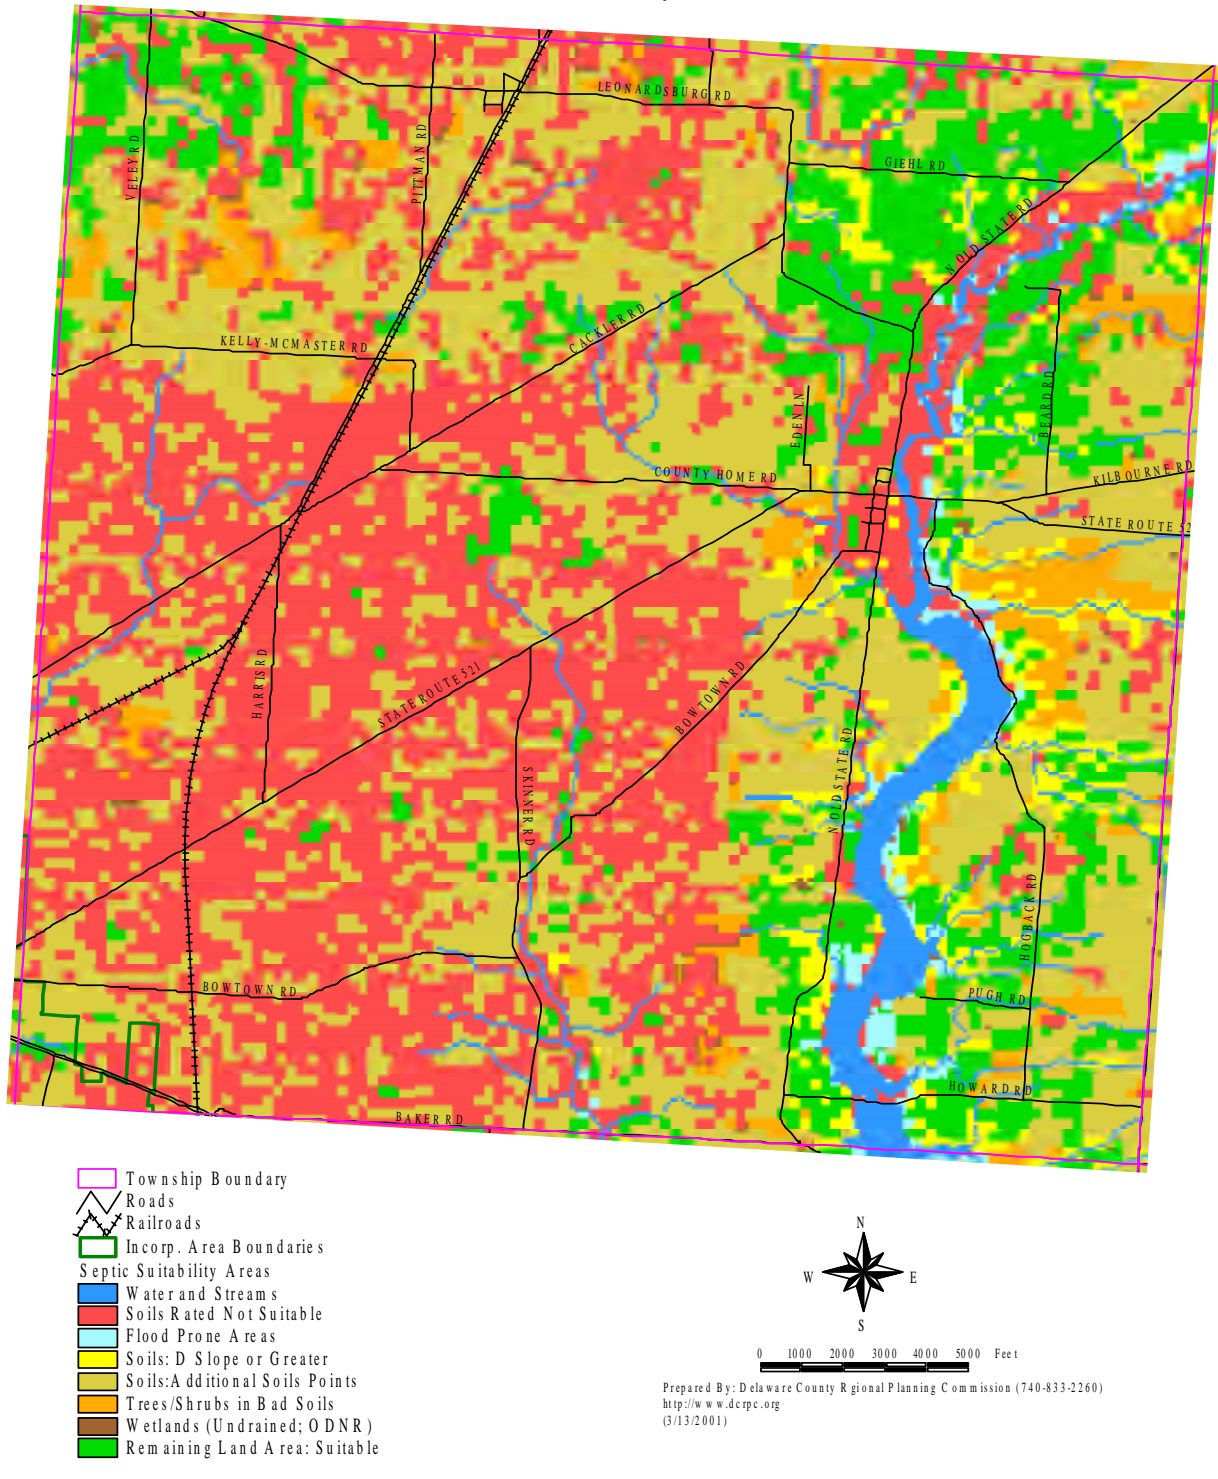 LEONARDSBURG RD
GIEHL RD
VELEY RD
PITTMAN RD
N OLD STATE RD
CACKLER RD
KELLY-MCMASTER RD
BEARD RD
EDEN LN
COUNTY HOME RD
KILBOURNE RD
STATE ROUTE 52
HARRIS RD
STATE ROUTE 521
BOWTOWN RD
SKINNER RD
N OLD STATE RD
HOGBACK RD
BOWTOWN RD
PUGH RD
HOWARD RD
BAKER RD
Township Boundary
Roads
Railroads
Incorp. Area Boundaries
Septic Suitability Areas
Water and Streams
Soils Rated Not Suitable
Flood Prone Areas
Soils: D Slope or Greater
Soils:Additional Soils Points
Trees/Shrubs in Bad Soils
Wetlands (Undrained; ODNR)
Remaining Land Area: Suitable
N
W E
S
0 1000 2000 3000 4000 5000 Feet
Prepared By: Delaware County Rgional Planning Commission (740-833-2260)
http://www.dcrpc.org
(3/13/2001)